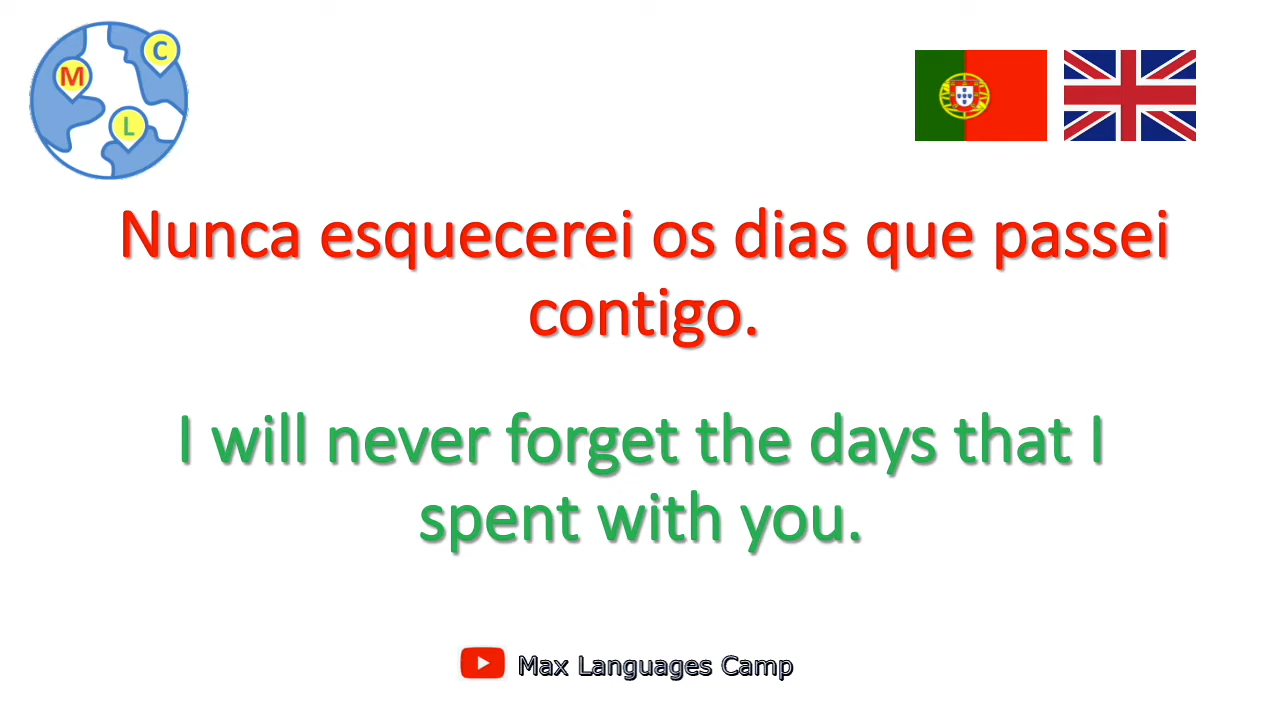 C
M
L
Nunca esquecerei os dias que passei
contigo.
I will never forget the days that I
spent with you.
Max Languages Camp